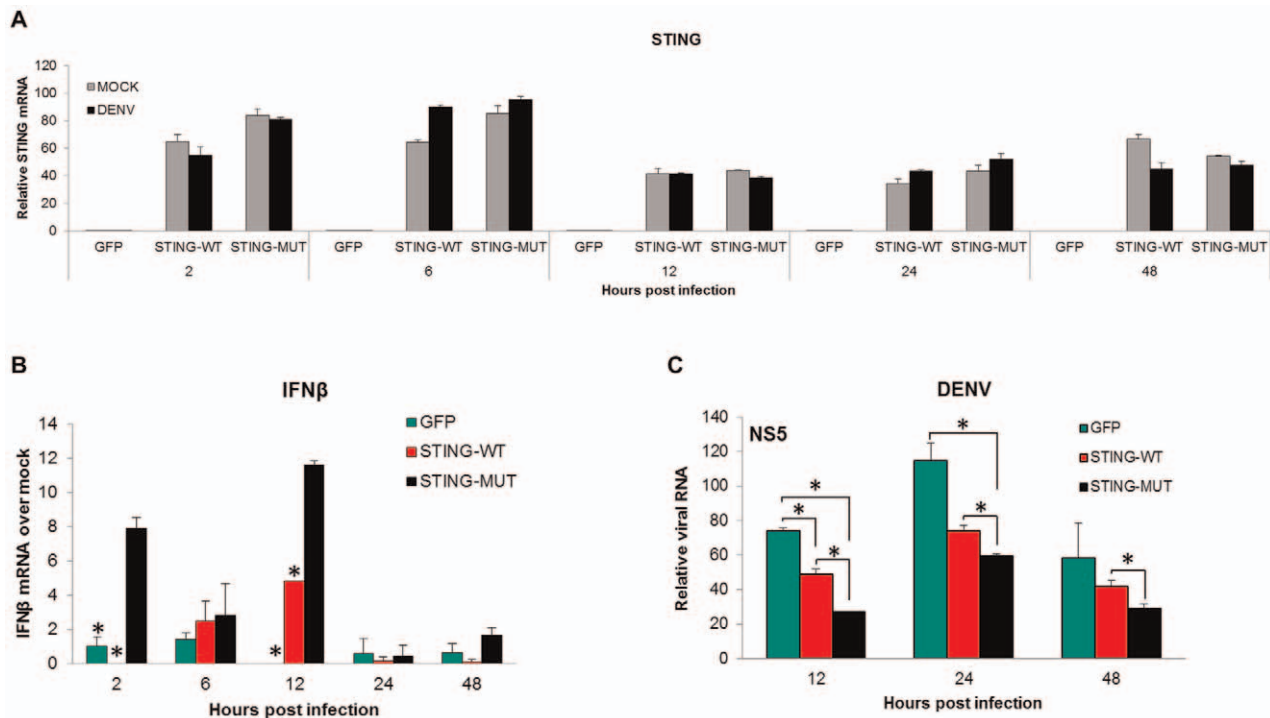 A
STING
Relative STING mRNA
120
100
80
60
40
20
0
MOCK
DENV
GFP STING-WT STING-MUT GFP STING-WT STING-MUT GFP STING-WT STING-MUT GFP STING-WT STING-MUT GFP STING-WT STING-MUT
2 6 12 24 48
Hours post infection
B
IFNβ
IFNβ mRNA over mock
14
12
10
8
6
4
2
0
GFP
STING-WT
STING-MUT
* * * *
2 6 12 24 48
Hours post infection
C
DENV
NS5
Relative viral RNA
140
120
100
80
60
40
20
0
GFP
STING-WT
STING-MUT
* * * * * *
12 24 48
Hours post infection